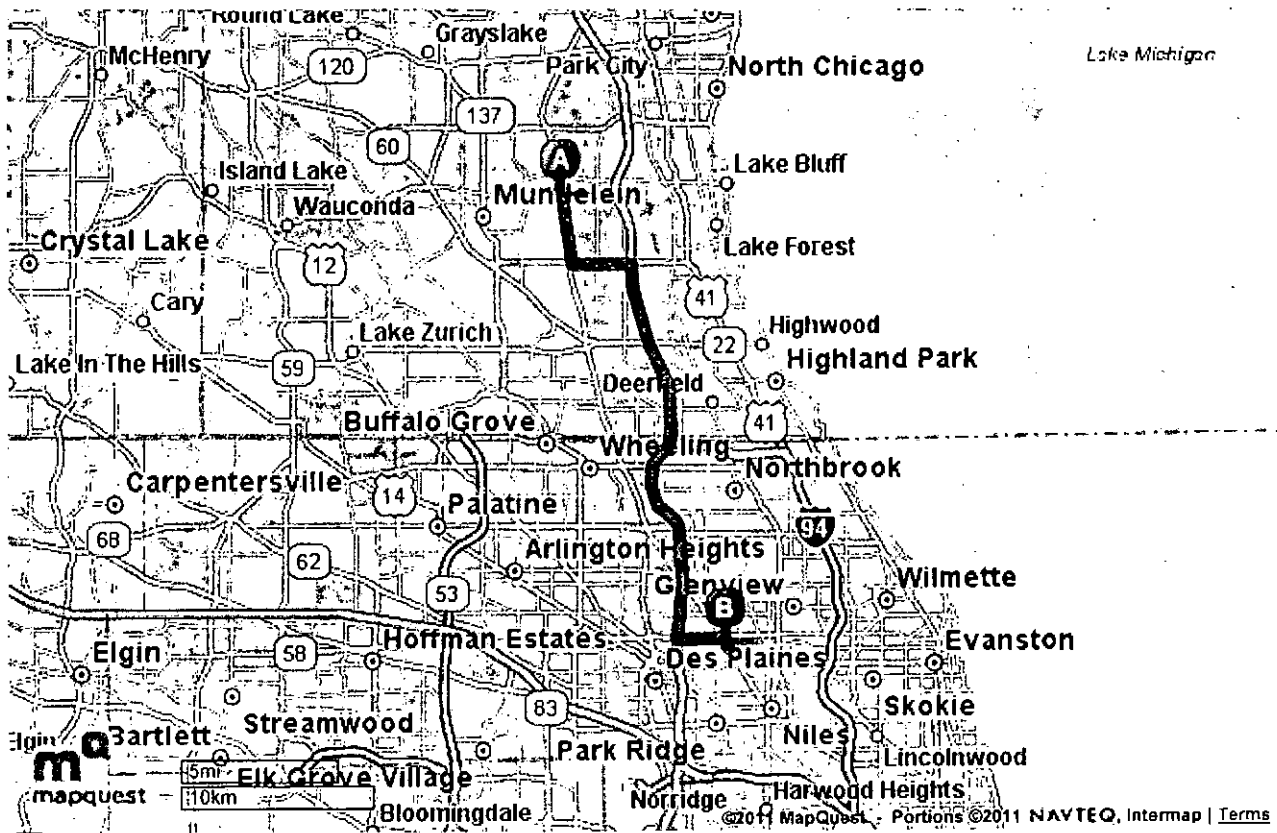 Round Lake
Grayslake
McHenry
120
Park City
North Chicago
Lake Michigan
137
60
A
Lake Bluff
Island Lake
Mundelein
Wauconda
Crystal Lake
Lake Forest
12
41
Cary
Highwood
Lake Zurich
22
Highland Park
Lake In The Hills
59
Deerfield
41
Buffalo Grove
Wheeling
Northbrook
Carpentersville
14
Palatine
94
68
Arlington Heights
62
Glenview
Wilmette
53
B
Hoffman Estates
Evanston
Elgin
58
Des Plaines
Skokie
83
Streamwood
Niles
Elgin
Bartlett
Park Ridge
Lincolnwood
mq
5mi
Elk Grove Village
mapquest
10km
Norridge
Harwood Heights
Bloomingdale
©2011 MapQuest - Portions ©2011 NAVTEQ, Intermap | Terms